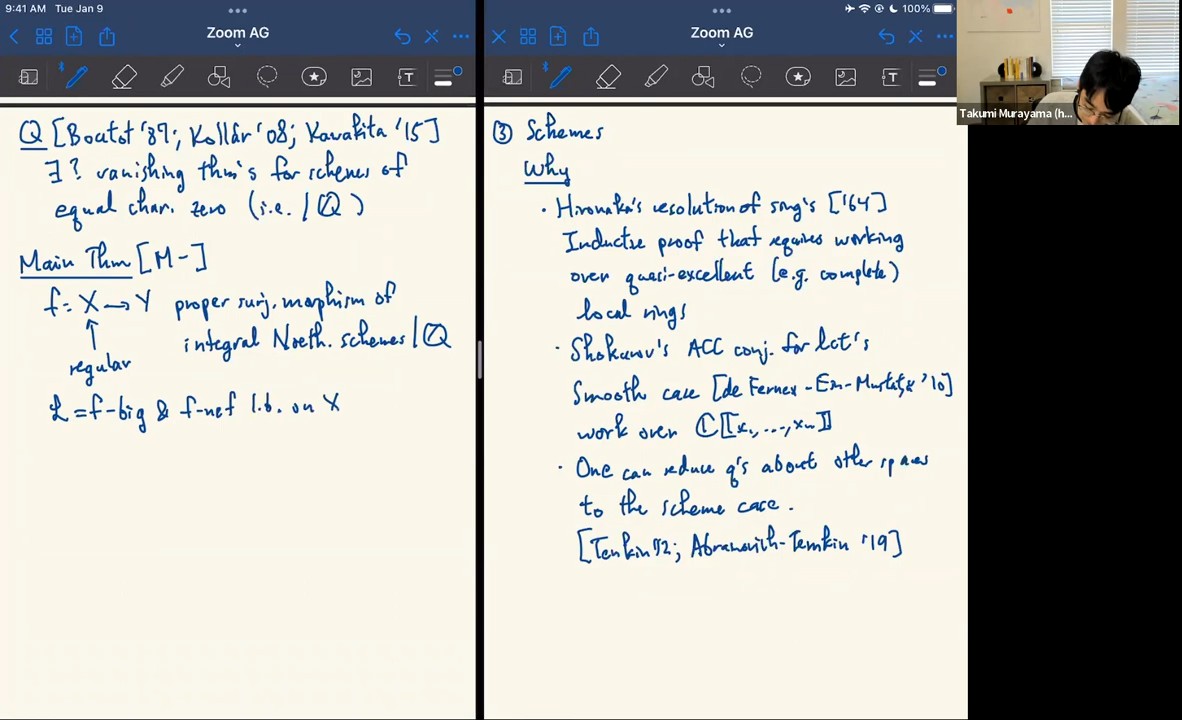 9:41 AM Tue Jan 9
100%
Zoom AG
Q [Boutot '87; Kollár '08; Kawakita '15]
∃? vanishing thm's for schemes of
equal char. zero (i.e. /ℚ)
Main Thm [M-]
f: X → Y proper surj. morphism of
integral Noeth. schemes/ℚ
regular
ℒ = f-big & f-nef l.b. on X
Zoom AG
③ Schemes
Why
· Hironaka's resolution of sing's ['64]
Inductive proof that requires working
over quasi-excellent (e.g. complete)
local rings
· Shokurov's ACC conj. for lct's
Smooth case [de Fernex-Ein-Mustaţă '10]
work over ℂ[[x₁,...,xₙ]]
· One can reduce q's about other spaces
to the scheme case.
[Temkin '12; Abramovich-Temkin '19]
Takumi Murayama (h...